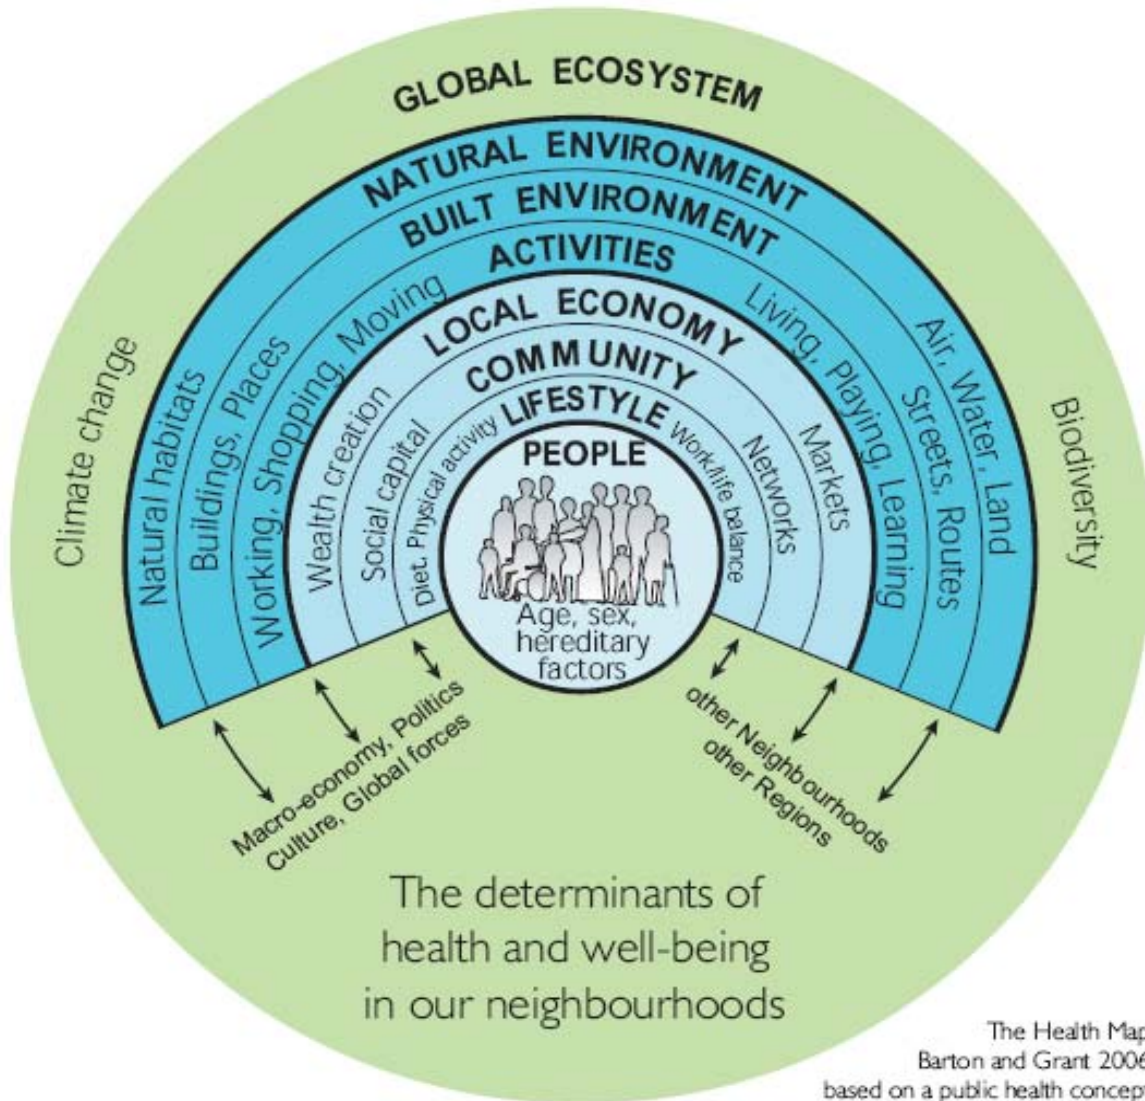 GLOBAL ECOSYSTEM
NATURAL ENVIRONMENT
BUILT ENVIRONMENT
ACTIVITIES
LOCAL ECONOMY
COMMUNITY
LIFESTYLE
PEOPLE
Age, sex,
hereditary
factors
Climate change
Natural habitats
Buildings, Places
Working, Shopping, Moving
Wealth creation
Social capital
Diet. Physical activity
Work/life balance
Networks
Markets
Living, Playing, Learning
Streets, Routes
Air, Water, Land
Biodiversity
Macro-economy, Politics
Culture, Global forces
other Neighbourhoods
other Regions
The determinants of
health and well-being
in our neighbourhoods
The Health Map
Barton and Grant 2006
based on a public health concept